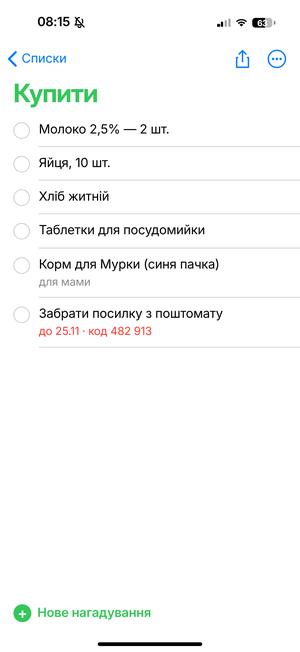 08:15
63
Списки
Купити
Молоко 2,5% — 2 шт.
Яйця, 10 шт.
Хліб житній
Таблетки для посудомийки
Корм для Мурки (синя пачка)
для мами
Забрати посилку з поштомату
до 25.11 · код 482 913
Нове нагадування